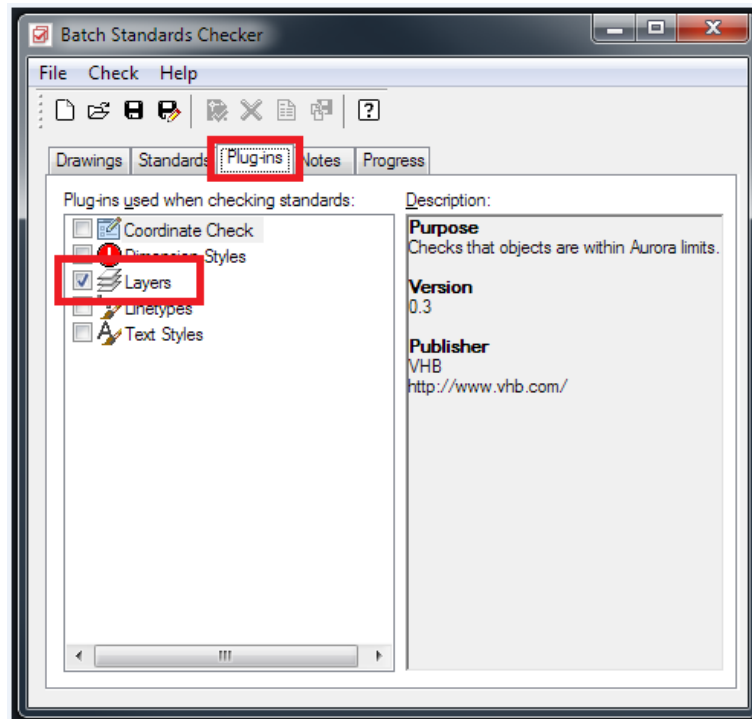 Batch Standards Checker
File Check Help
Drawings Standards Plug-ins Notes Progress
Plug-ins used when checking standards:
Coordinate Check
Dimension Styles
Layers
Linetypes
Text Styles
Description:
Purpose
Checks that objects are within Aurora limits.
Version
0.3
Publisher
VHB
http://www.vhb.com/